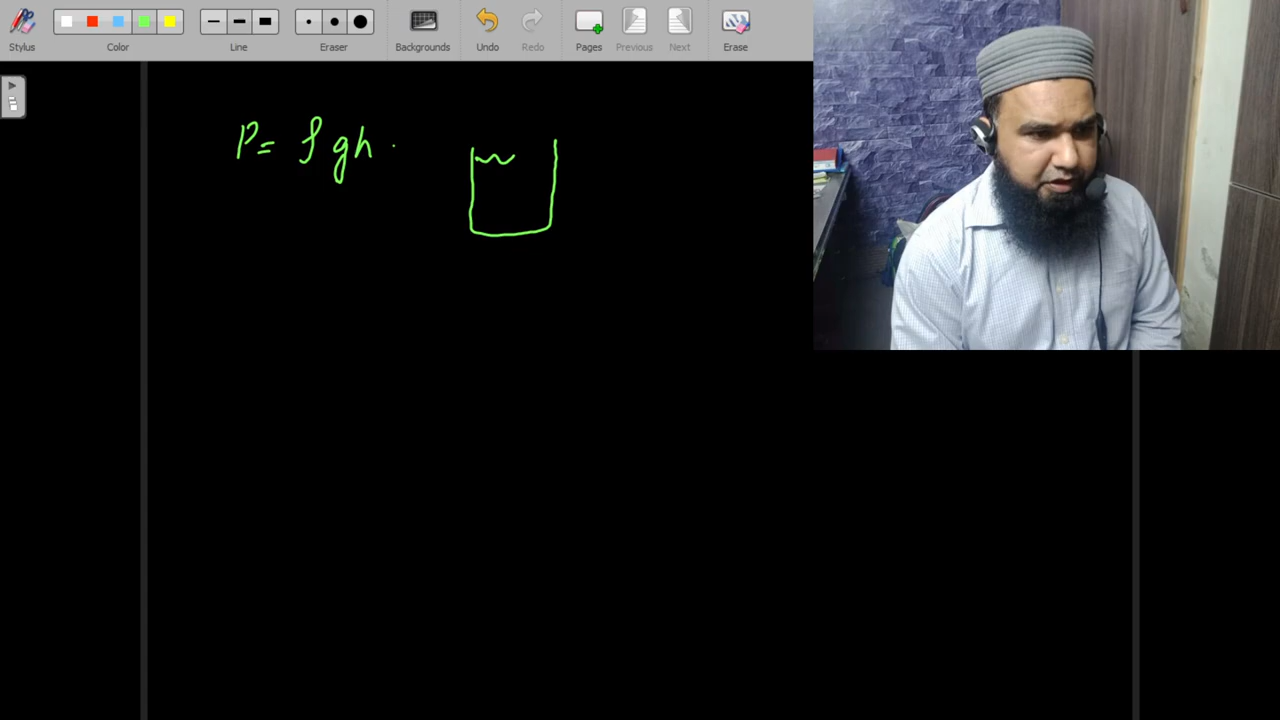 Stylus Color Line Eraser Backgrounds Undo Redo Pages Previous Next Erase
P = ρgh